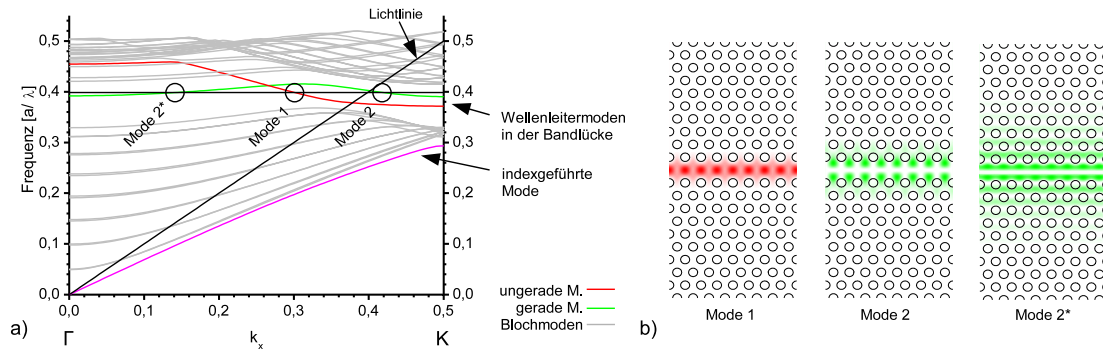 Lichtlinie
0,5
0,4
0,3
0,2
0,1
0,0
Frequenz [a/ λ]
0,5
0,4
0,3
0,2
0,1
0,0
Mode 2*
Mode 1
Mode 2
Wellenleitermoden
in der Bandlücke
indexgeführte
Mode
0,0
0,1
0,2
0,3
0,4
0,5
Γ
k_x
K
ungerade M.
gerade M.
Blochmoden
a)
b)
Mode 1
Mode 2
Mode 2*